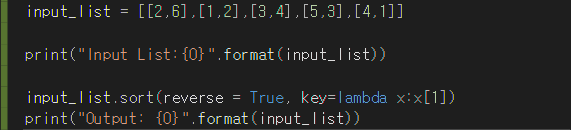 input_list = [[2,6],[1,2],[3,4],[5,3],[4,1]]
print("Input List:{0}".format(input_list))
input_list.sort(reverse = True, key=lambda x:x[1])
print("Output: {0}".format(input_list))